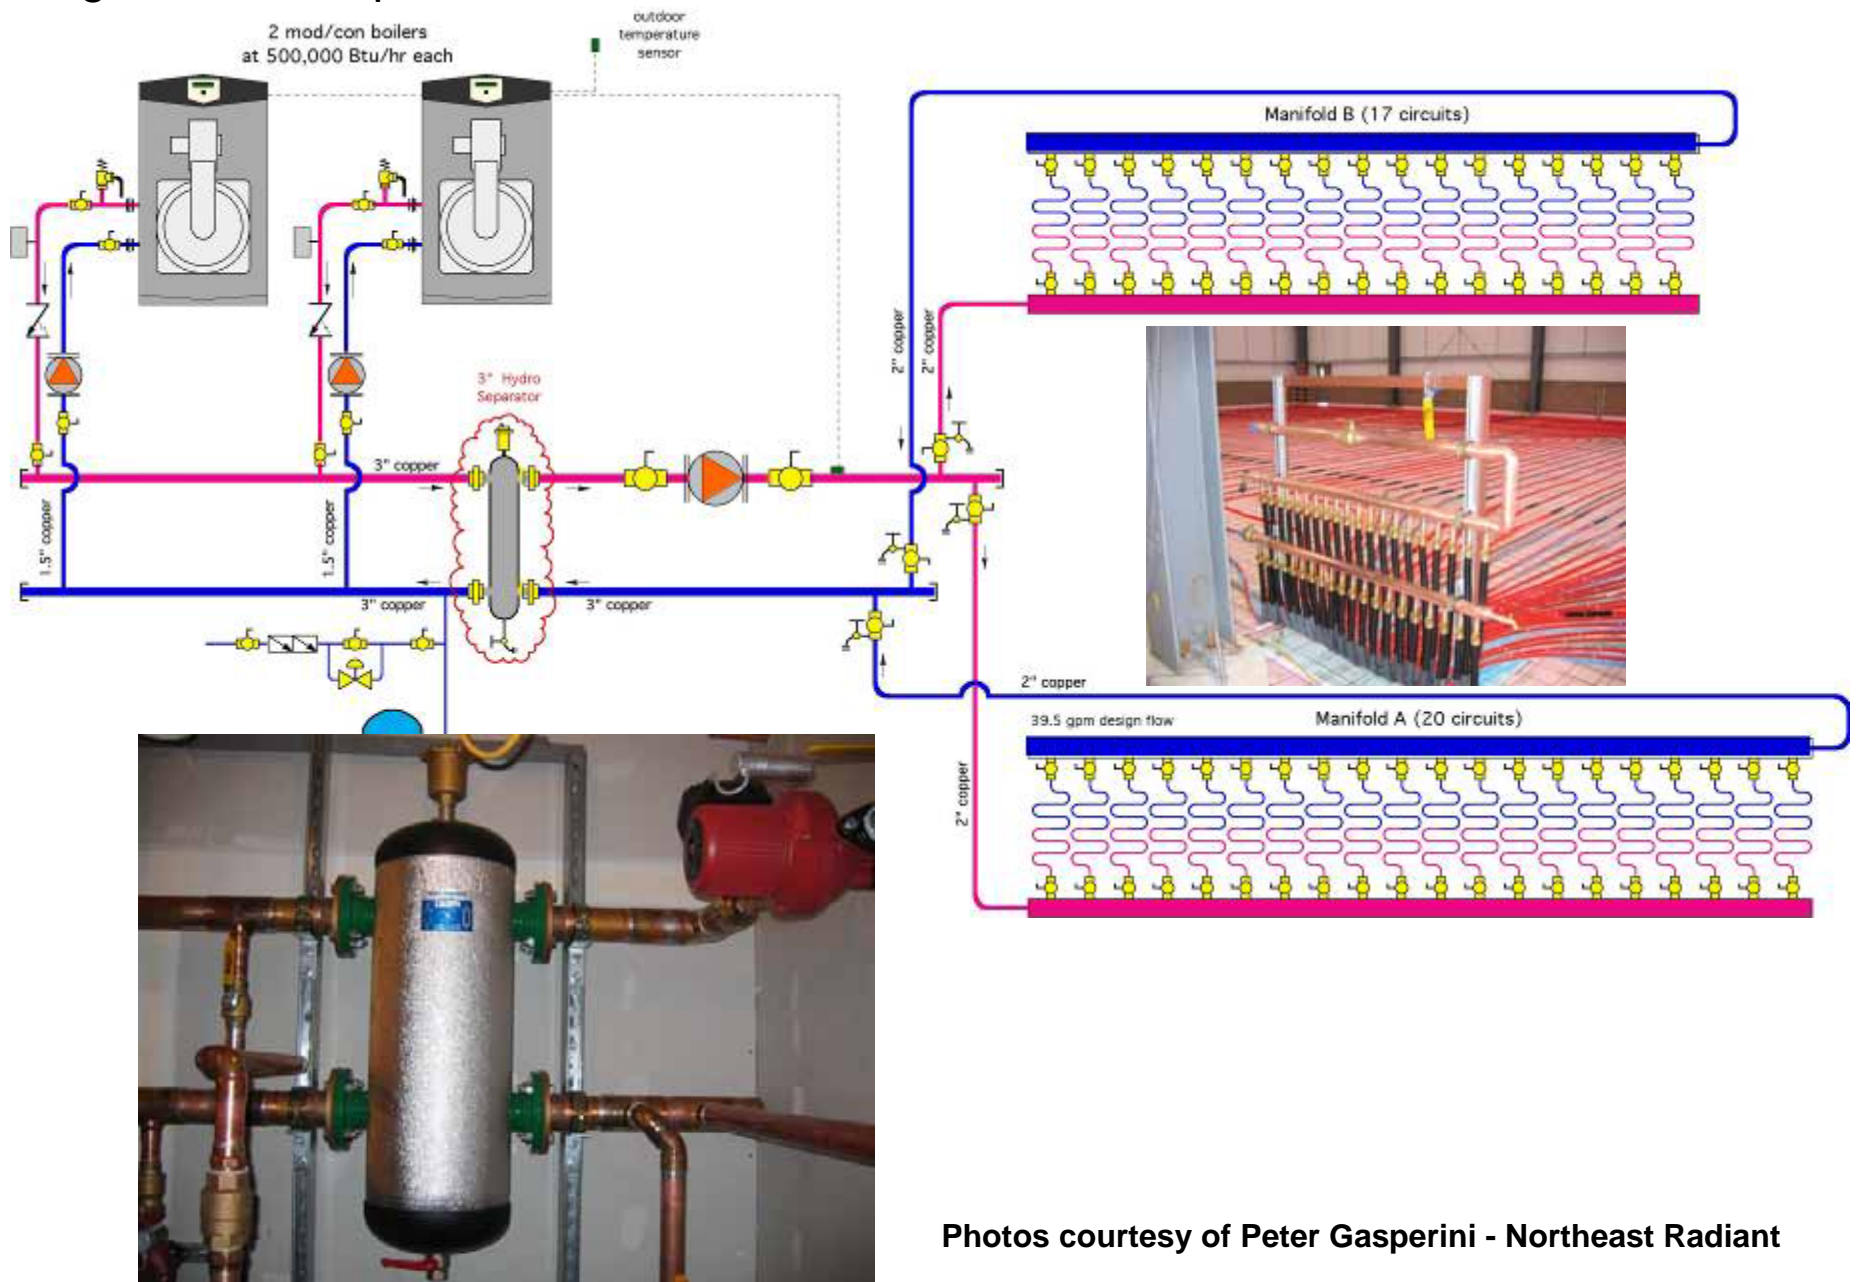 2 mod/con boilers
at 500,000 Btu/hr each
outdoor
temperature
sensor
Manifold B (17 circuits)
2" copper
2" copper
3" Hydro
Separator
3" copper
1.5" copper
1.5" copper
3" copper
3" copper
2" copper
39.5 gpm design flow
Manifold A (20 circuits)
2" copper
Photos courtesy of Peter Gasperini - Northeast Radiant